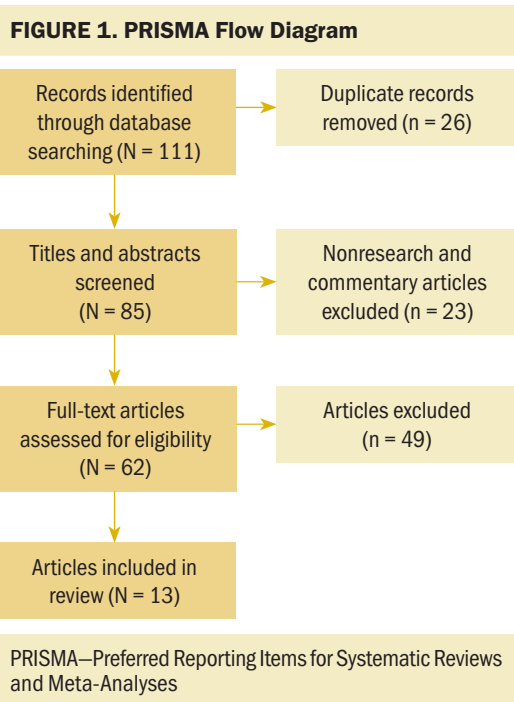 FIGURE 1. PRISMA Flow Diagram
Records identified
through database
searching (N = 111)
Duplicate records
removed (n = 26)
Titles and abstracts
screened
(N = 85)
Nonresearch and
commentary articles
excluded (n = 23)
Full-text articles
assessed for eligibility
(N = 62)
Articles excluded
(n = 49)
Articles included in
review (N = 13)
PRISMA—Preferred Reporting Items for Systematic Reviews
and Meta-Analyses